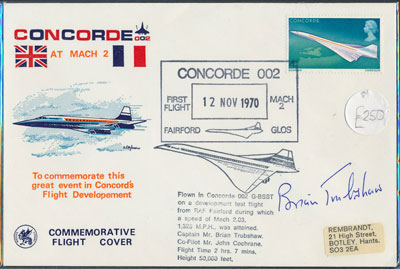 CONCORDE 002
AT MACH 2
To commemorate this
great event in Concord's
Flight Developement
COMMEMORATIVE
FLIGHT COVER
CONCORDE 002
FIRST
FLIGHT
12 NOV 1970
MACH
2
FAIRFORD
GLOS
Flown in Concorde 002 G-BSST
on a development test flight
from RAF Fairford during which
a speed of Mach 2.03,
1,325 M.P.H. was attained.
Captain Mr. Brian Trubshaw.
Co-Pilot Mr. John Cochrane.
Flight Time 2 hrs. 7 mins.
Height 50,000 feet.
£25
Brian Trubshaw
REMBRANDT,
21 High Street,
BOTLEY, Hants.
SO3 2EA